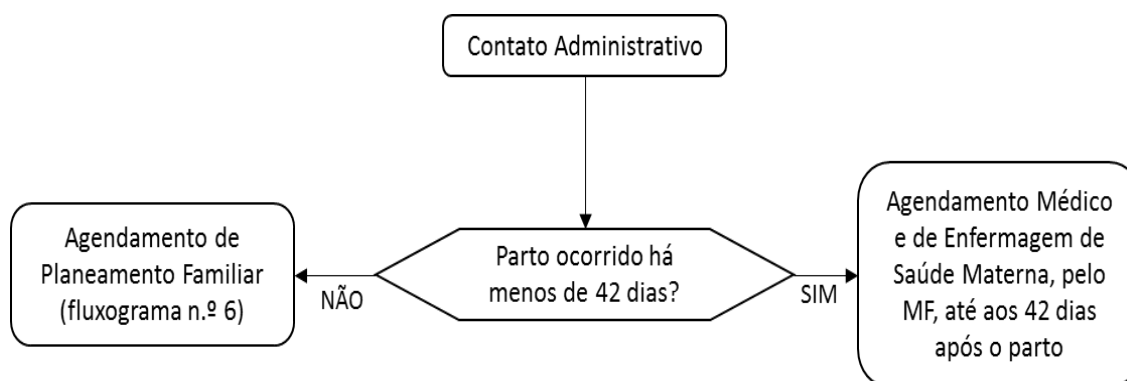 Contato Administrativo
Parto ocorrido há
menos de 42 dias?
NÃO
SIM
Agendamento de
Planeamento Familiar
(fluxograma n.º 6)
Agendamento Médico
e de Enfermagem de
Saúde Materna, pelo
MF, até aos 42 dias
após o parto